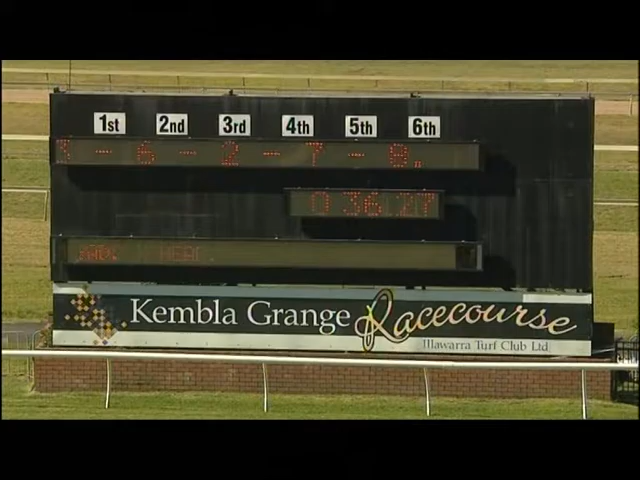 1st 2nd 3rd 4th 5th 6th
- 6 - 2 - 7 - 8.
0 36:27
Kembla Grange Racecourse
Illawarra Turf Club Ltd